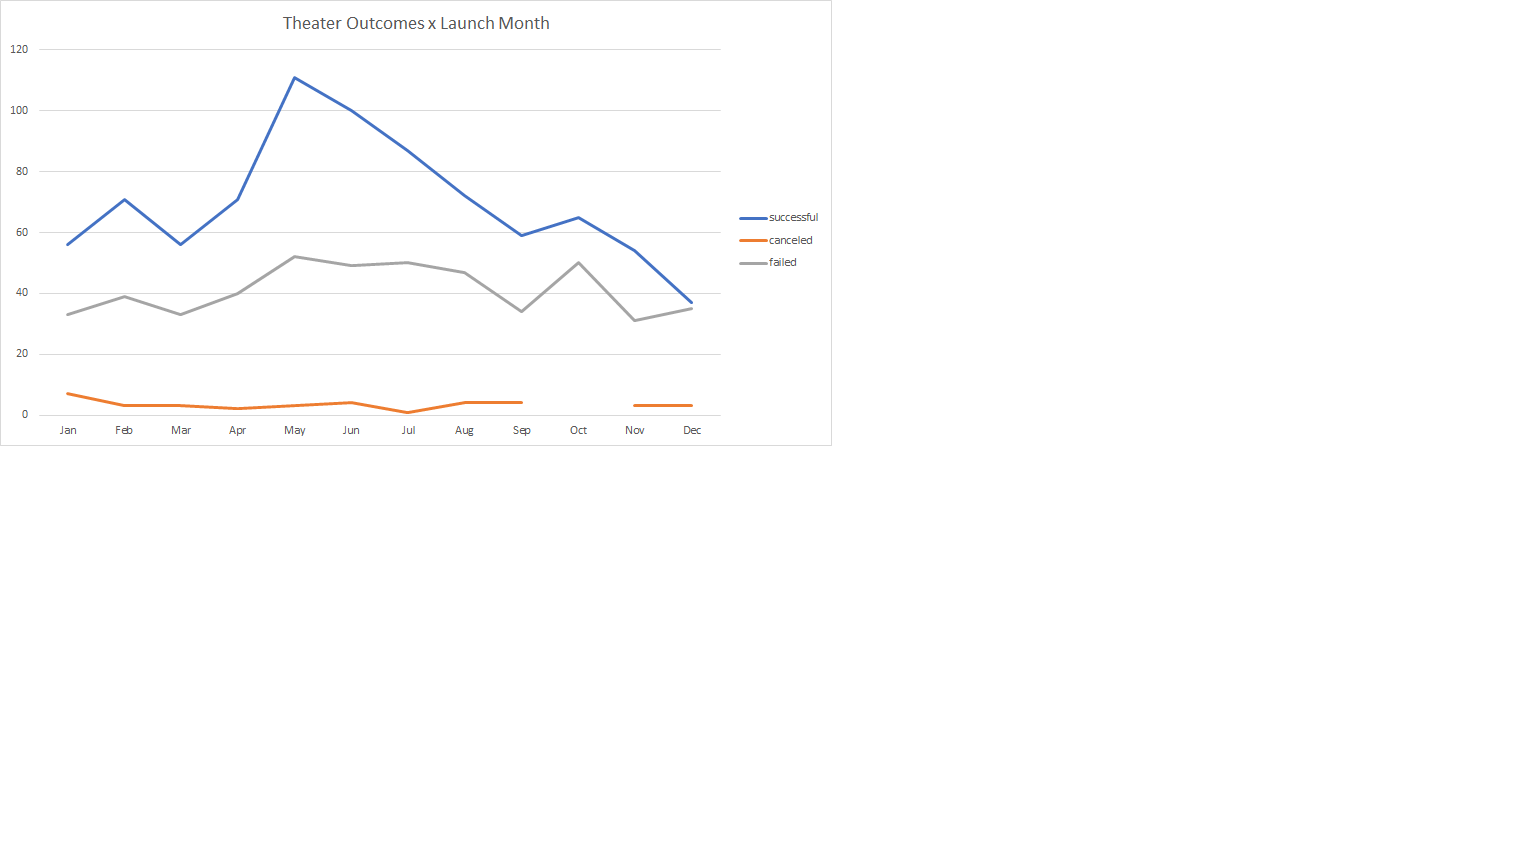 Theater Outcomes x Launch Month
120
100
80
60
40
20
0
Jan Feb Mar Apr May Jun Jul Aug Sep Oct Nov Dec
successful
canceled
failed